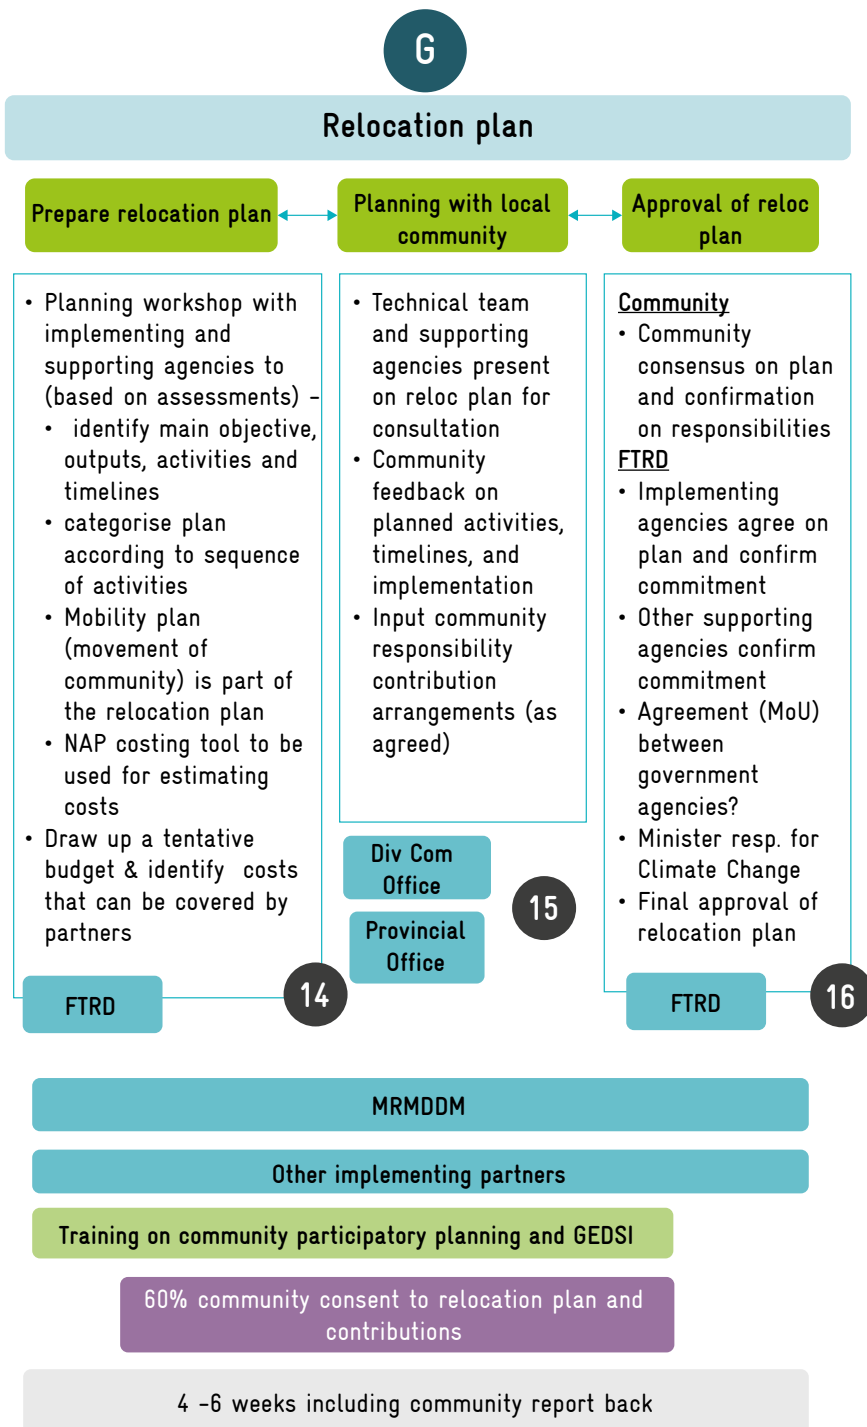 G
Relocation plan
Prepare relocation plan
Planning with local
community
Approval of reloc
plan
• Planning workshop with
implementing and
supporting agencies to
(based on assessments) -
• identify main objective,
outputs, activities and
timelines
• categorise plan
according to sequence
of activities
• Mobility plan
(movement of
community) is part of
the relocation plan
• NAP costing tool to be
used for estimating
costs
• Draw up a tentative
budget & identify costs
that can be covered by
partners
FTRD
14
• Technical team
and supporting
agencies present
on reloc plan for
consultation
• Community
feedback on
planned activities,
timelines, and
implementation
• Input community
responsibility
contribution
arrangements (as
agreed)
Div Com
Office
Provincial
Office
15
Community
• Community
consensus on plan
and confirmation
on responsibilities
FTRD
• Implementing
agencies agree on
plan and confirm
commitment
• Other supporting
agencies confirm
commitment
• Agreement (MoU)
between
government
agencies?
• Minister resp. for
Climate Change
• Final approval of
relocation plan
FTRD
16
MRMDDM
Other implementing partners
Training on community participatory planning and GEDSI
60% community consent to relocation plan and
contributions
4 -6 weeks including community report back